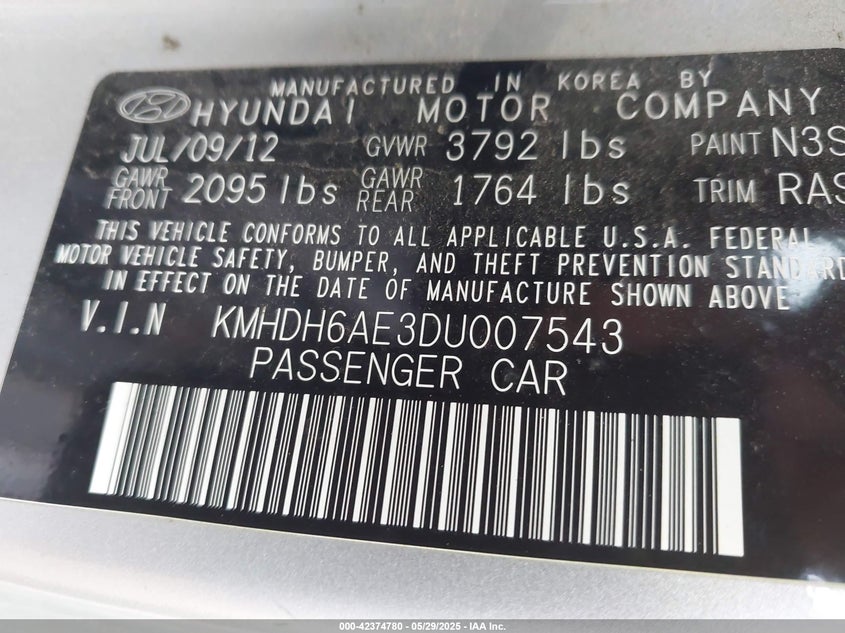 MANUFACTURED IN KOREA BY
HYUNDAI MOTOR COMPANY
JUL/09/12 GVWR 3792 lbs PAINT N3S
GAWR FRONT 2095 lbs GAWR REAR 1764 lbs TRIM RAS
THIS VEHICLE CONFORMS TO ALL APPLICABLE U.S.A. FEDERAL
MOTOR VEHICLE SAFETY, BUMPER, AND THEFT PREVENTION STANDARD
IN EFFECT ON THE DATE OF MANUFACTURE SHOWN ABOVE.
V.I.N KMHDH6AE3DU007543
PASSENGER CAR
000-42374780 - 05/29/2025 - IAA Inc.